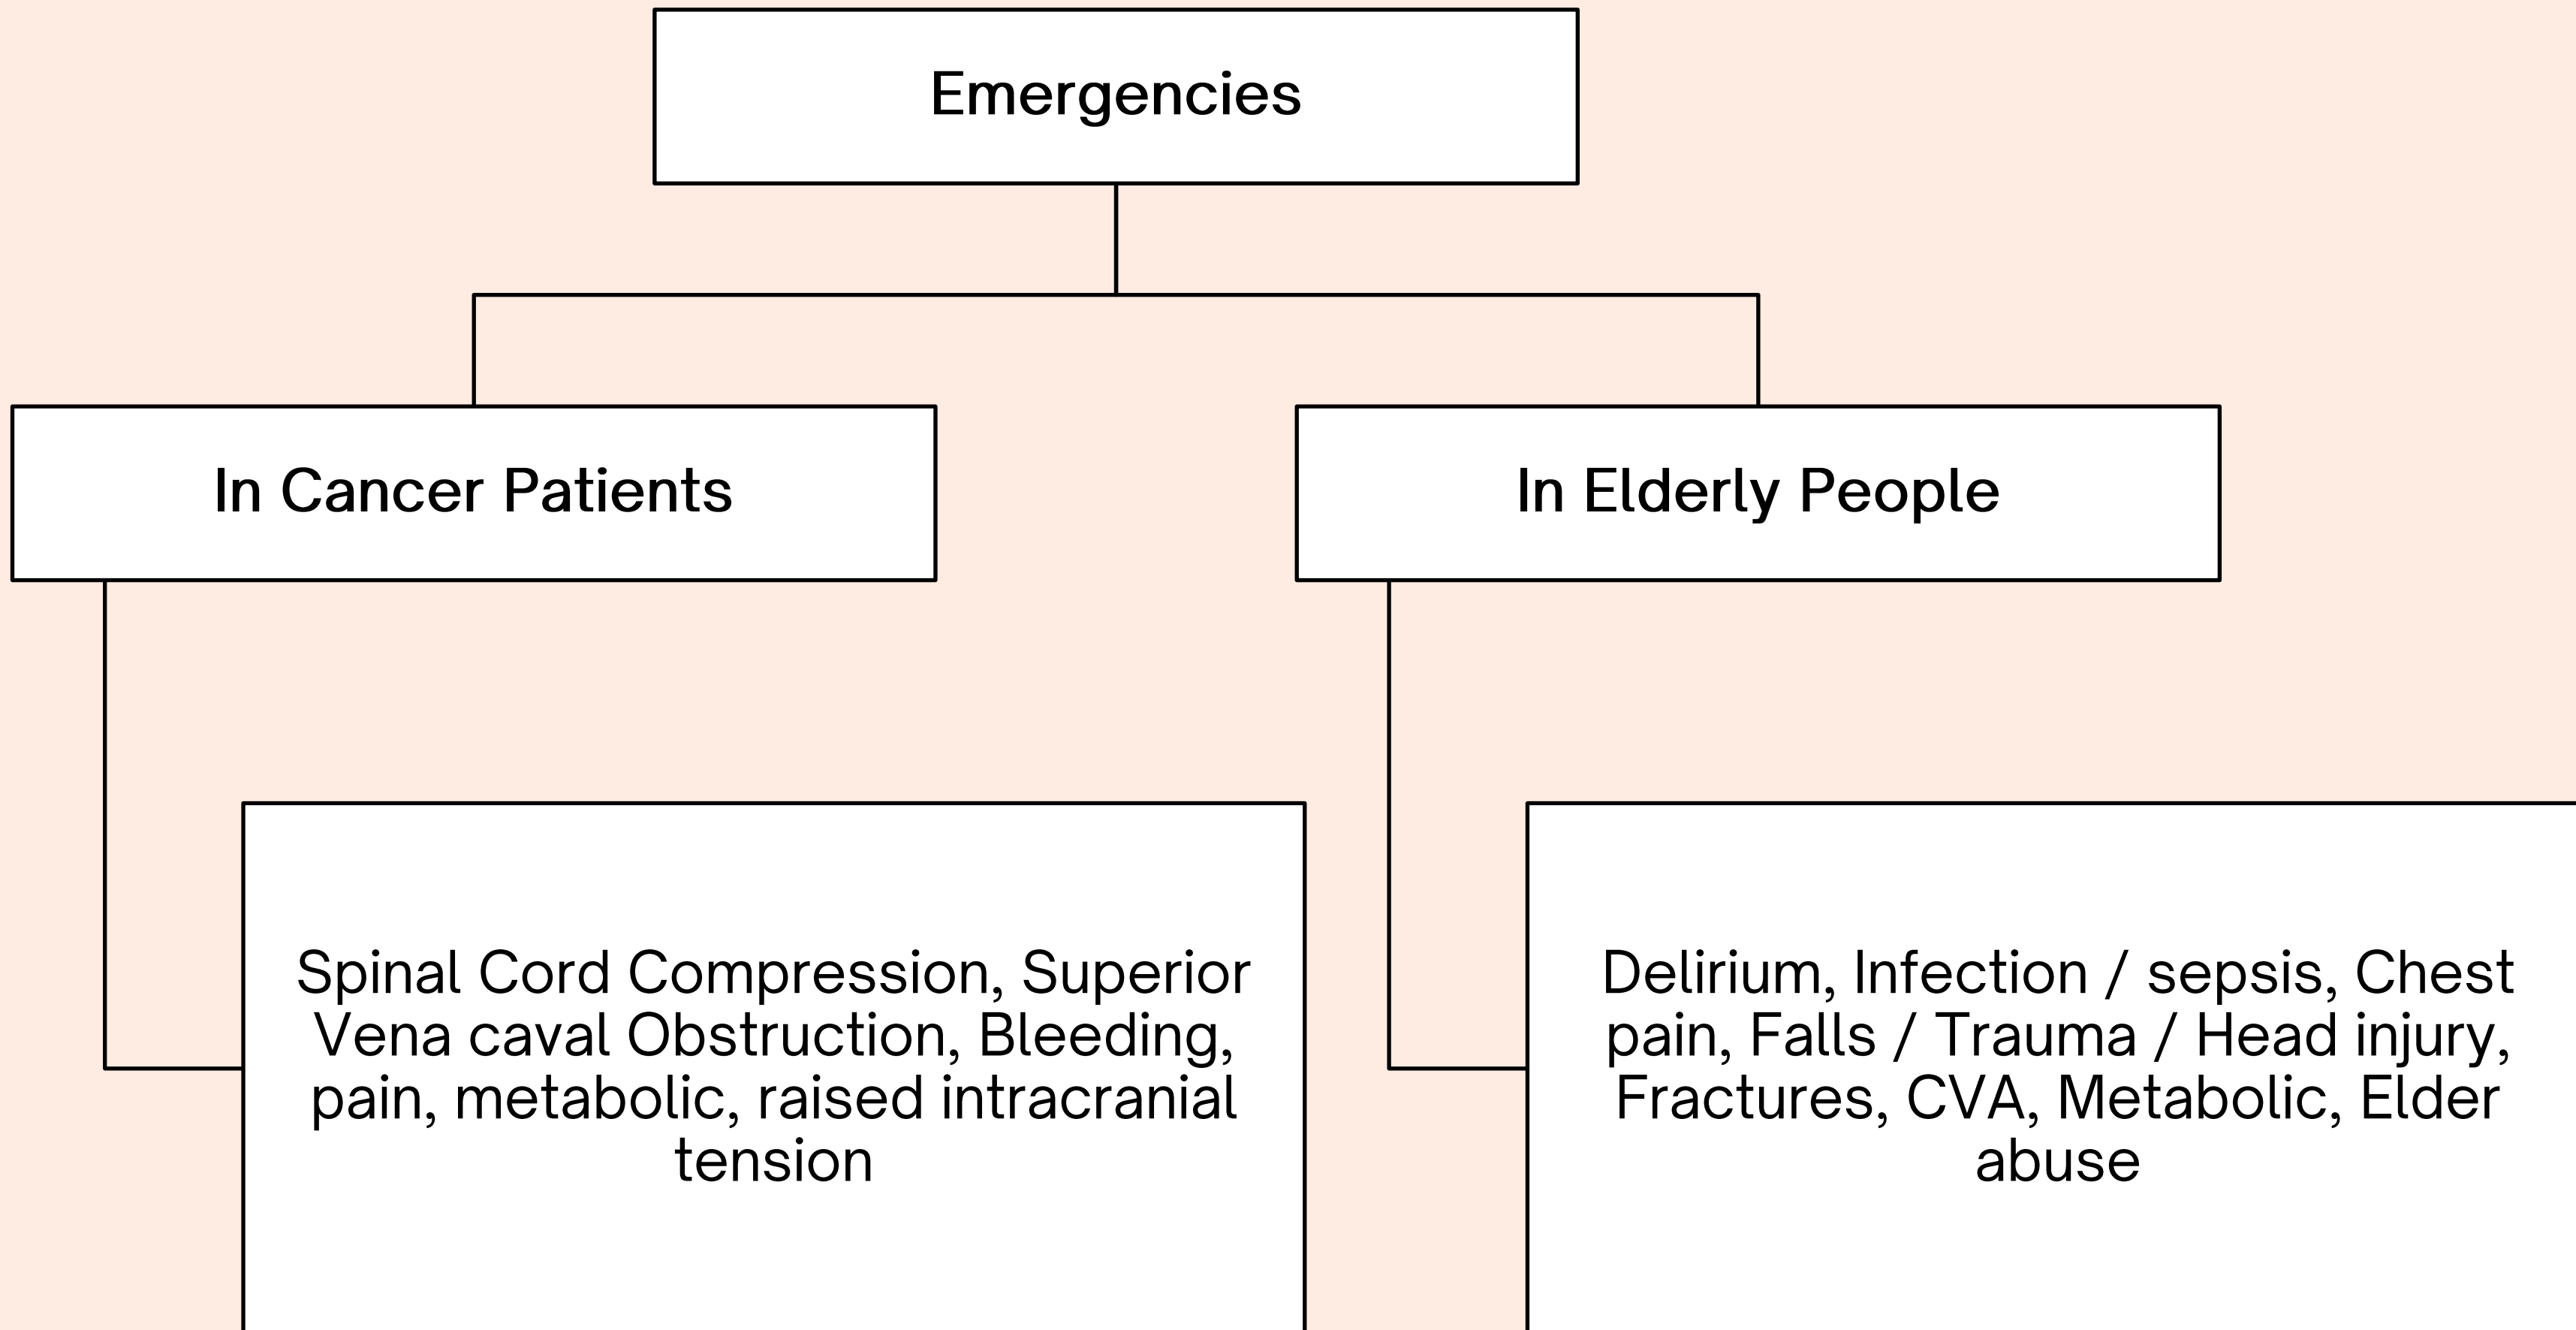 Emergencies
In Cancer Patients
In Elderly People
Spinal Cord Compression, Superior
Vena caval Obstruction, Bleeding,
pain, metabolic, raised intracranial
tension
Delirium, Infection / sepsis, Chest
pain, Falls / Trauma / Head injury,
Fractures, CVA, Metabolic, Elder
abuse